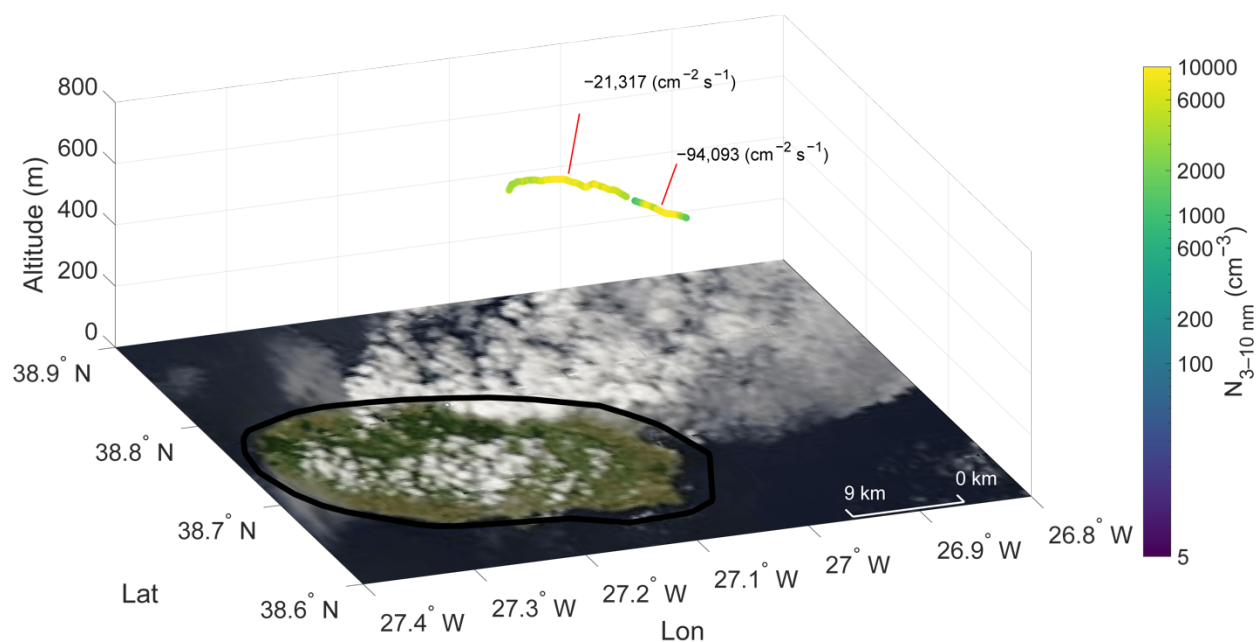 −21,317 (cm⁻² s⁻¹)
−94,093 (cm⁻² s⁻¹)
Altitude (m)
800
600
400
200
0
38.9° N
38.8° N
38.7° N
38.6° N
Lat
27.4° W
27.3° W
27.2° W
27.1° W
27° W
26.9° W
26.8° W
Lon
9 km
0 km
10000
6000
2000
1000
600
200
100
5
N₃₋₁₀ ₙₘ (cm⁻³)